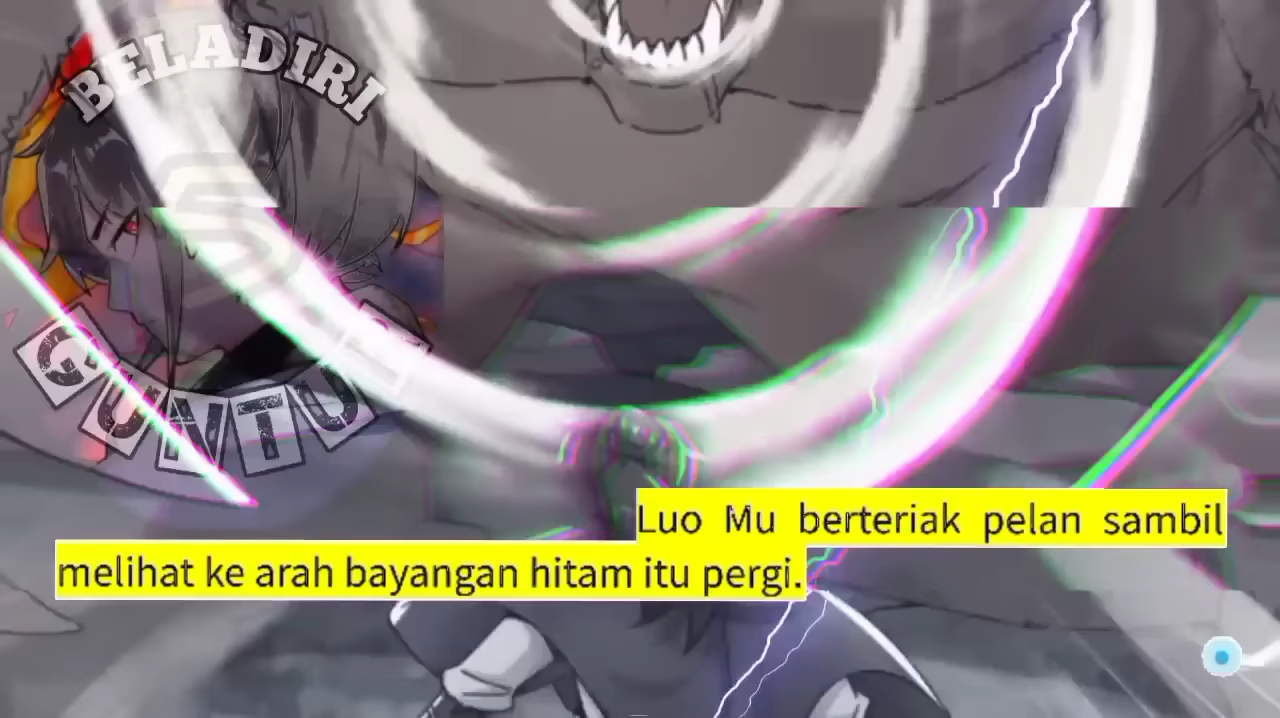 BELADIRI
GUNTUR
Luo Mu berteriak pelan sambil
melihat ke arah bayangan hitam itu pergi.